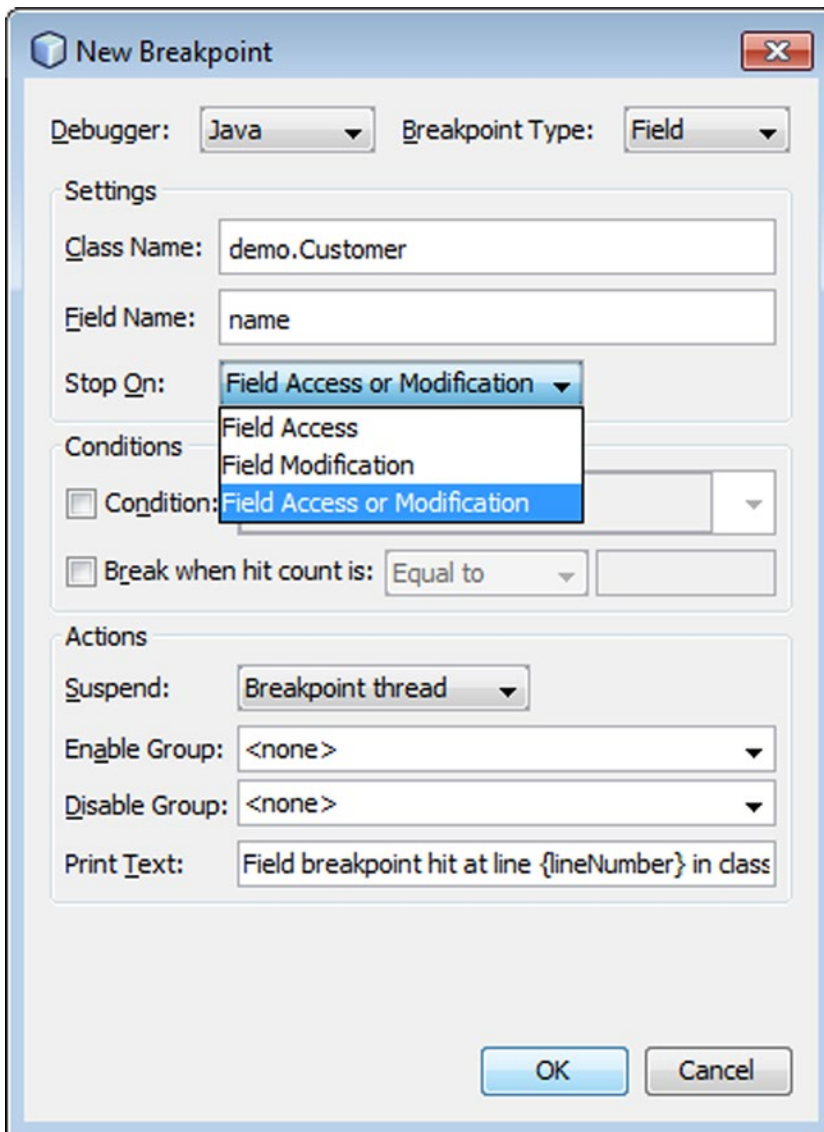 New Breakpoint
Debugger: Java Breakpoint Type: Field
Settings
Class Name: demo.Customer
Field Name: name
Stop On: Field Access or Modification
Field Access
Conditions
Field Modification
Condition: Field Access or Modification
Break when hit count is: Equal to
Actions
Suspend: Breakpoint thread
Enable Group: <none>
Disable Group: <none>
Print Text: Field breakpoint hit at line {lineNumber} in class
OK Cancel